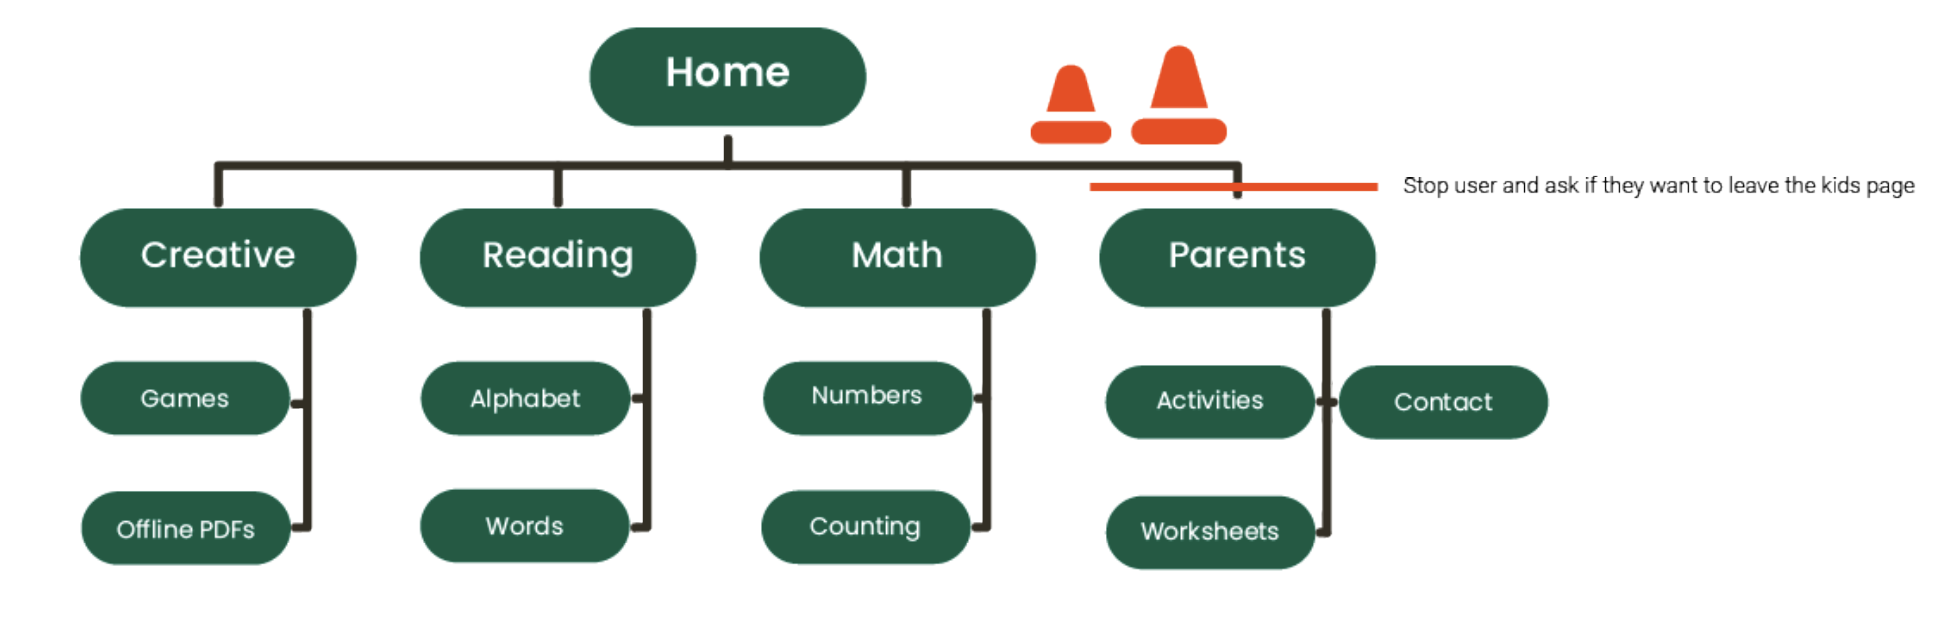 Home
Stop user and ask if they want to leave the kids page
Creative
Reading
Math
Parents
Games
Alphabet
Numbers
Activities
Contact
Offline PDFs
Words
Counting
Worksheets